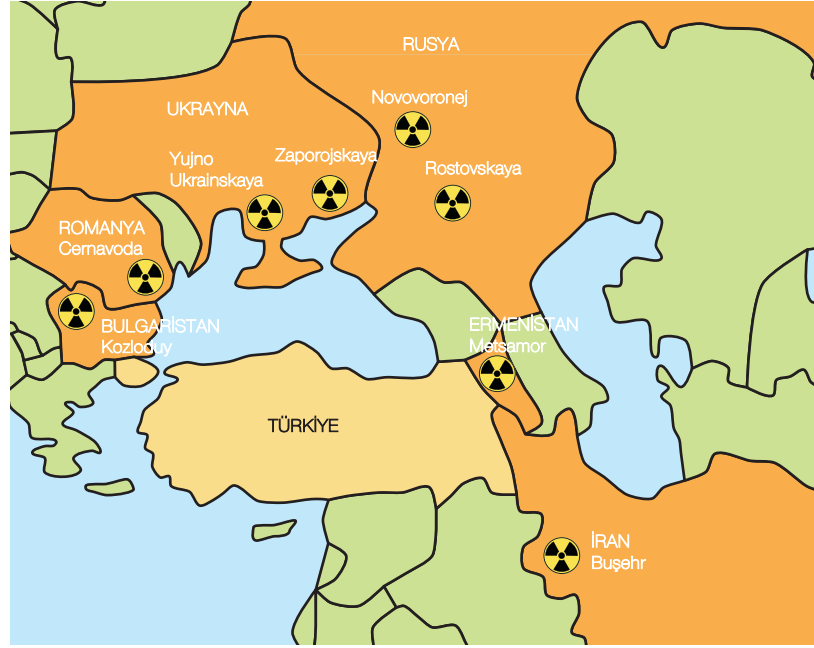 RUSYA
Novovoronej
UKRAYNA
Zaporojskaya
Yujno
Ukrainskaya
Rostovskaya
ROMANYA
Cernavoda
BULGARİSTAN
Kozloduy
ERMENİSTAN
Metsamor
TÜRKİYE
İRAN
Buşehr